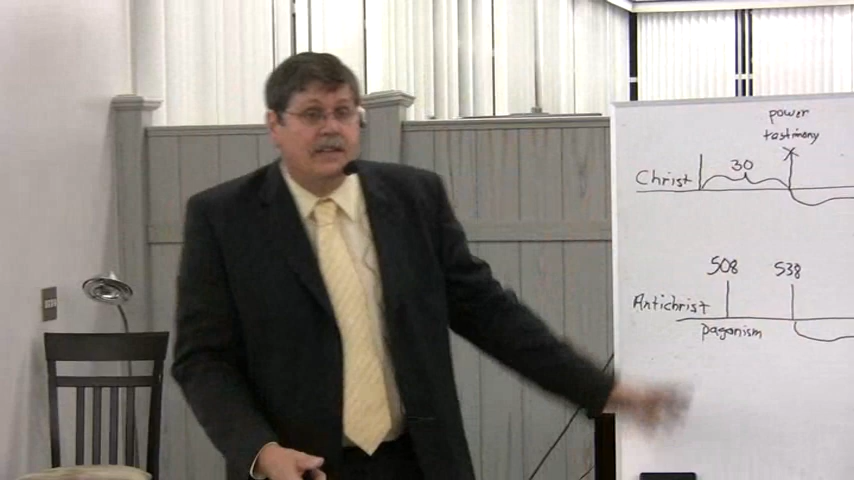 power
testimony
30
Christ
508 538
Antichrist
paganism